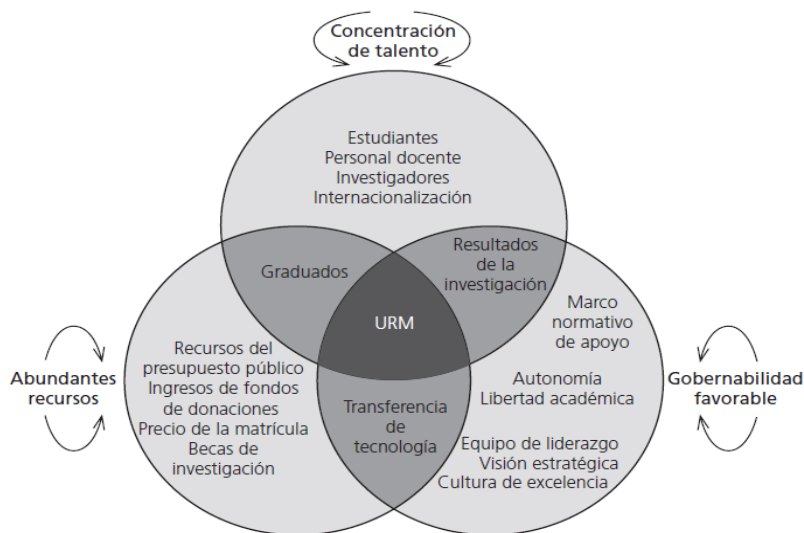 Concentración
de talento
Estudiantes
Personal docente
Investigadores
Internacionalización
Graduados
Resultados
de la
investigación
URM
Marco
normativo
de apoyo
Autonomía
Libertad académica
Equipo de liderazgo
Visión estratégica
Cultura de excelencia
Recursos del
presupuesto público
Ingresos de fondos
de donaciones
Precio de la matrícula
Becas de
investigación
Transferencia
de
tecnología
Abundantes
recursos
Gobernabilidad
favorable